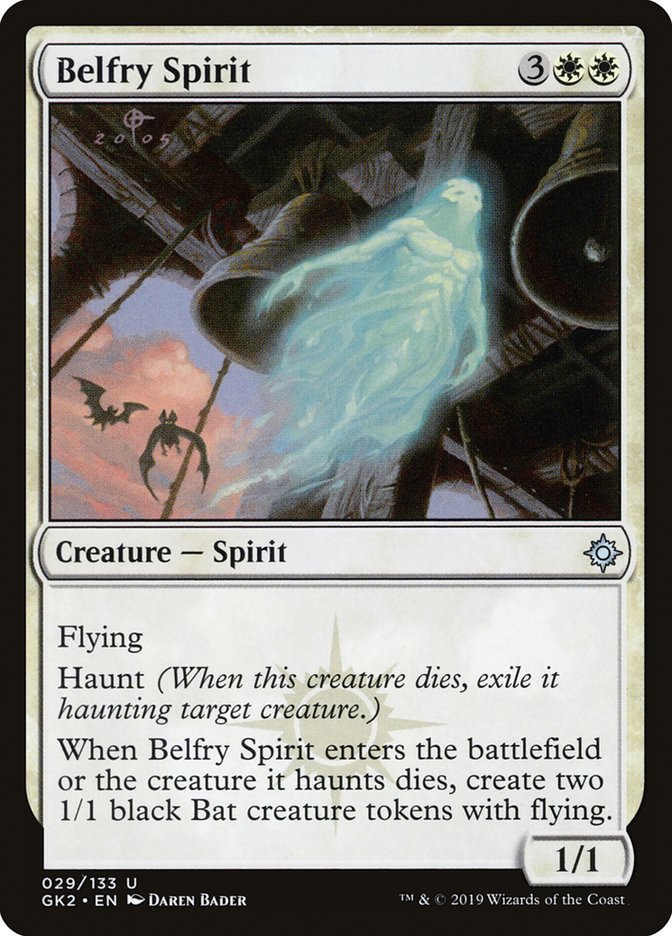 Belfry Spirit 3
2005
Creature — Spirit
Flying
Haunt (When this creature dies, exile it
haunting target creature.)
When Belfry Spirit enters the battlefield
or the creature it haunts dies, create two
1/1 black Bat creature tokens with flying.
1/1
029/133 U
GK2 • EN Daren Bader
™ & © 2019 Wizards of the Coast